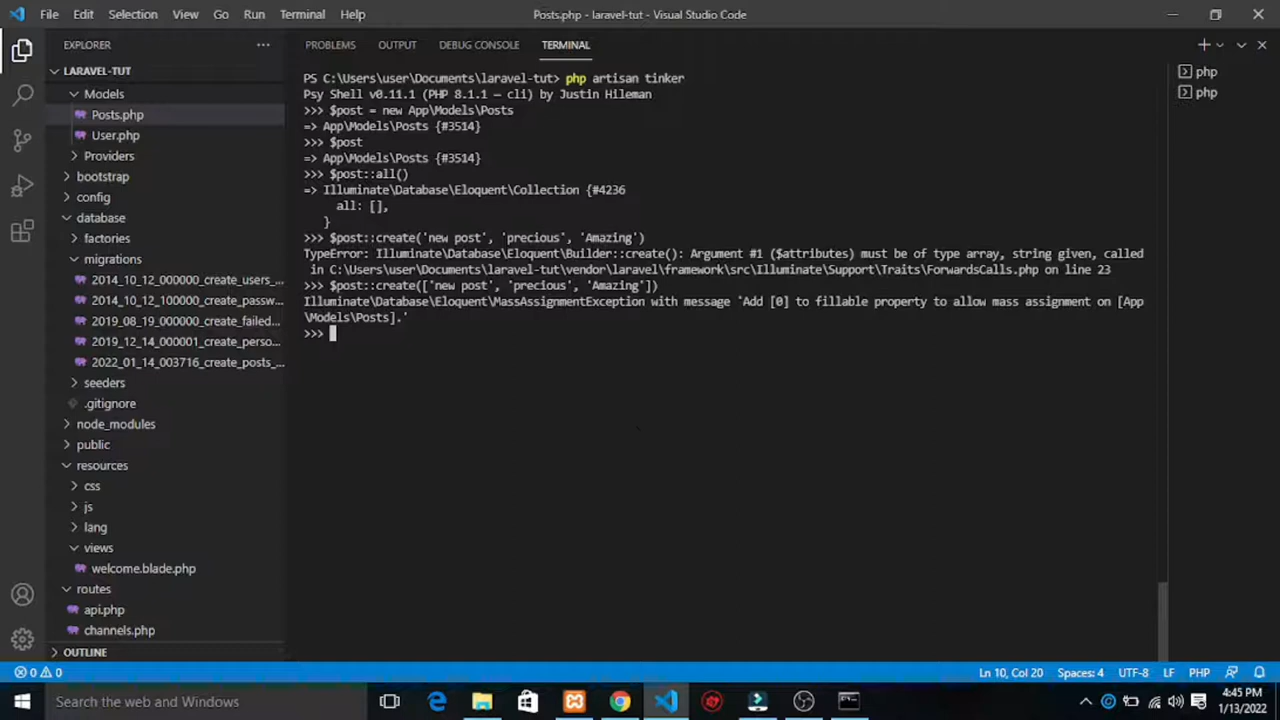 File Edit Selection View Go Run Terminal Help
Posts.php - laravel-tut - Visual Studio Code
EXPLORER
LARAVEL-TUT
Models
Posts.php
User.php
Providers
bootstrap
config
database
factories
migrations
2014_10_12_000000_create_users_...
2014_10_12_100000_create_passw...
2019_08_19_000000_create_failed...
2019_12_14_000001_create_perso...
2022_01_14_003716_create_posts_...
seeders
.gitignore
node_modules
public
resources
css
js
lang
views
welcome.blade.php
routes
api.php
channels.php
OUTLINE
PROBLEMS OUTPUT DEBUG CONSOLE TERMINAL
PS C:\Users\user\Documents\laravel-tut> php artisan tinker
Psy Shell v0.11.1 (PHP 8.1.1 — cli) by Justin Hileman
>>> $post = new App\Models\Posts
=> App\Models\Posts {#3514}
>>> $post
=> App\Models\Posts {#3514}
>>> $post::all()
=> Illuminate\Database\Eloquent\Collection {#4236
all: [],
}
>>> $post::create('new post', 'precious', 'Amazing')
TypeError: Illuminate\Database\Eloquent\Builder::create(): Argument #1 ($attributes) must be of type array, string given, called
in C:\Users\user\Documents\laravel-tut\vendor\laravel\framework\src\Illuminate\Support\Traits\ForwardsCalls.php on line 23
>>> $post::create(['new post', 'precious', 'Amazing'])
Illuminate\Database\Eloquent\MassAssignmentException with message 'Add [0] to fillable property to allow mass assignment on [App
\Models\Posts].'
>>>
php
php
0 0
Ln 10, Col 20 Spaces: 4 UTF-8 LF PHP
Search the web and Windows
4:45 PM
1/13/2022